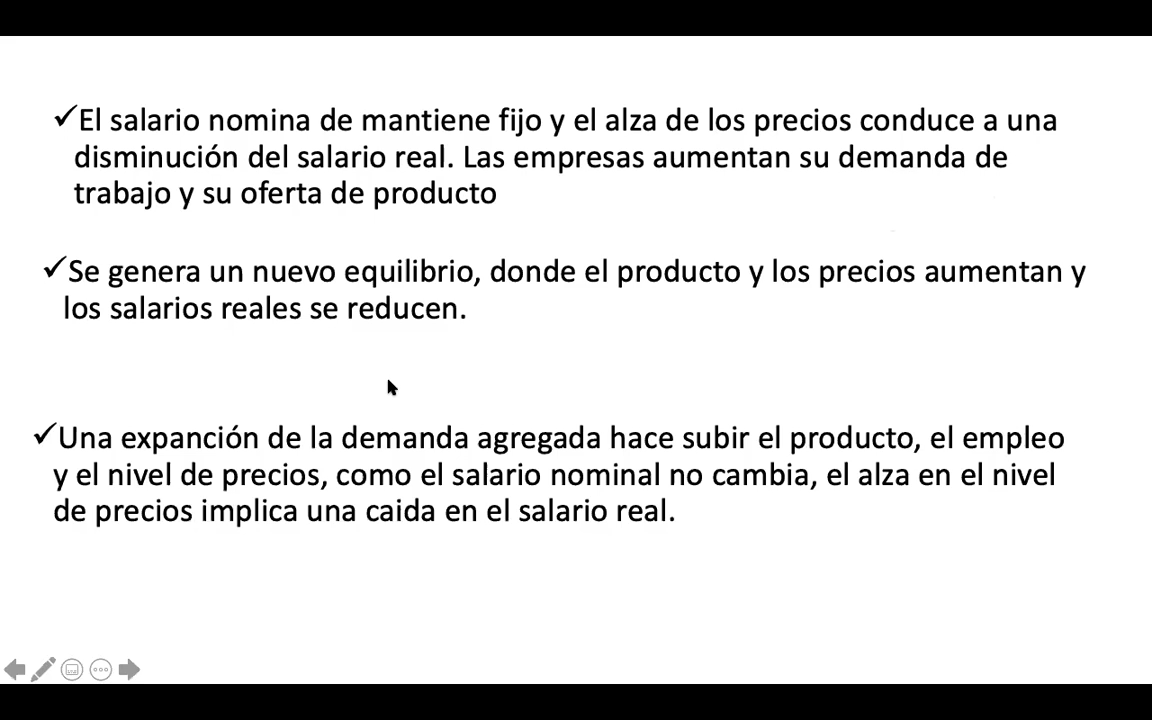 ✓El salario nomina de mantiene fijo y el alza de los precios conduce a una
disminución del salario real. Las empresas aumentan su demanda de
trabajo y su oferta de producto
✓Se genera un nuevo equilibrio, donde el producto y los precios aumentan y
los salarios reales se reducen.
✓Una expanción de la demanda agregada hace subir el producto, el empleo
y el nivel de precios, como el salario nominal no cambia, el alza en el nivel
de precios implica una caida en el salario real.